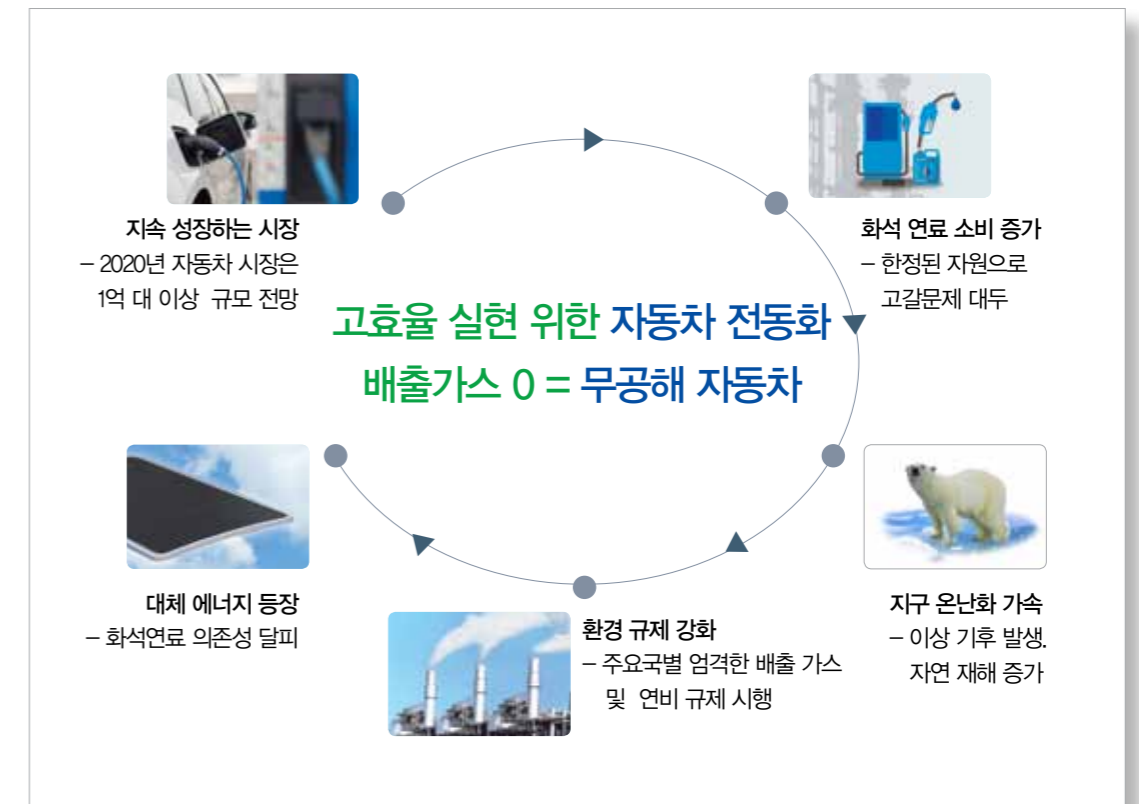 지속 성장하는 시장
– 2020년 자동차 시장은
1억 대 이상 규모 전망
화석 연료 소비 증가
– 한정된 자원으로
고갈문제 대두
고효율 실현 위한 자동차 전동화
배출가스 0 = 무공해 자동차
대체 에너지 등장
– 화석연료 의존성 달피
환경 규제 강화
– 주요국별 엄격한 배출 가스
및 연비 규제 시행
지구 온난화 가속
– 이상 기후 발생.
자연 재해 증가